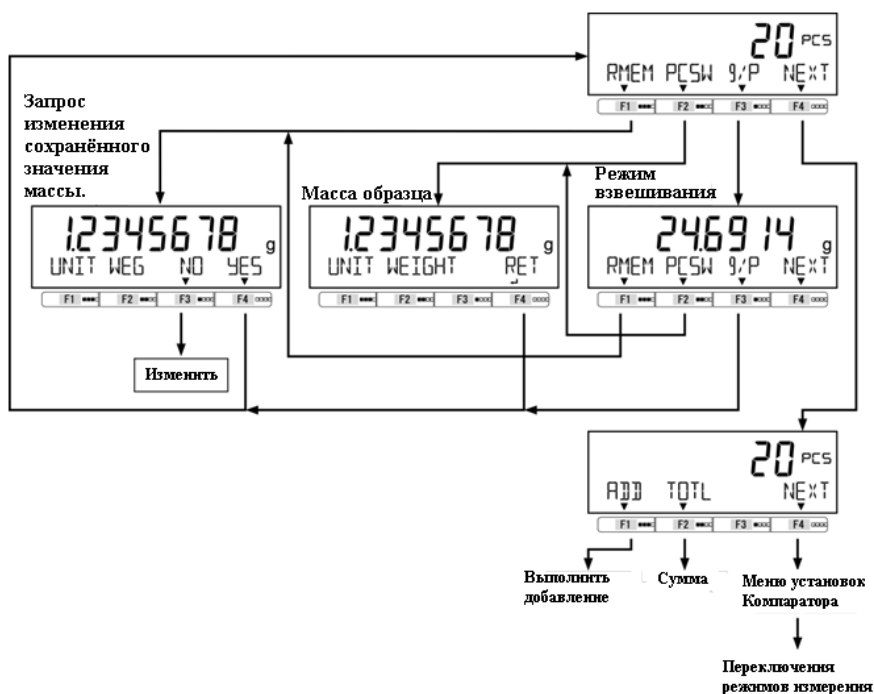 20 PCS
RMEM PCSW g/P NEXT
F1 F2 F3 F4
Запрос
изменения
сохранённого
значения
массы.
Масса образца
Режим
взвешивания
1.2345678 g
UNIT WEG NO YES
F1 F2 F3 F4
1.2345678 g
UNIT WEIGHT RET
F1 F2 F3 F4
24.6914 g
RMEM PCSW g/P NEXT
F1 F2 F3 F4
Изменить
20 PCS
ADD TOTL NEXT
F1 F2 F3 F4
Выполнить
добавление
Сумма
Меню установок
Компаратора
Переключения
режимов измерения